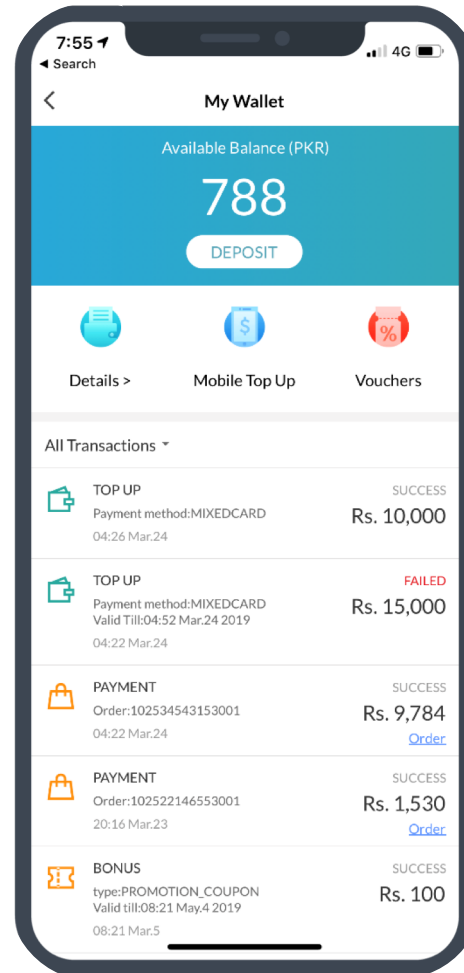 7:55
◀ Search
4G
My Wallet
Available Balance (PKR)
788
DEPOSIT
$
%
Details >
Mobile Top Up
Vouchers
All Transactions
TOP UP
SUCCESS
Payment method:MIXEDCARD
Rs. 10,000
04:26 Mar.24
TOP UP
FAILED
Payment method:MIXEDCARD
Rs. 15,000
Valid Till:04:52 Mar.24 2019
04:22 Mar.24
PAYMENT
SUCCESS
Order:102534543153001
Rs. 9,784
04:22 Mar.24
Order
PAYMENT
SUCCESS
Order:102522146553001
Rs. 1,530
20:16 Mar.23
Order
BONUS
SUCCESS
type:PROMOTION_COUPON
Rs. 100
Valid till:08:21 May.4 2019
08:21 Mar.5